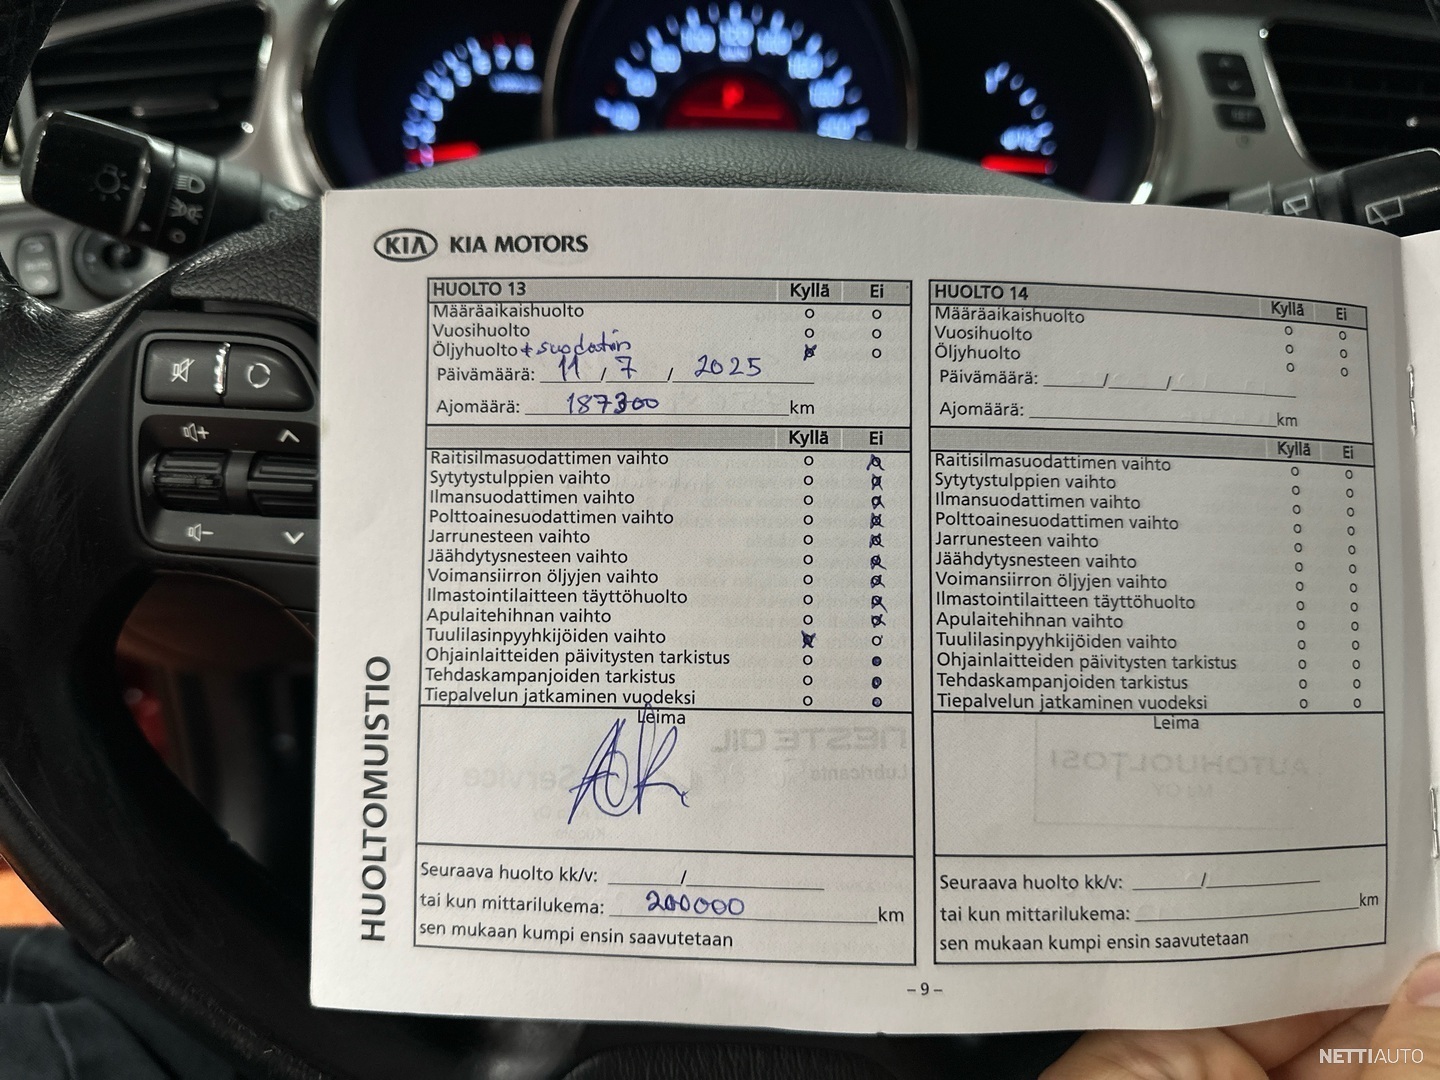 KIA KIA MOTORS
HUOLTO 13 Kyllä Ei
Määräaikaishuolto
Vuosihuolto
Öljyhuolto + suodatin
Päivämäärä: 11 / 7 / 2025
Ajomäärä: 187300 km
Kyllä Ei
Raitisilmasuodattimen vaihto
Sytytystulppien vaihto
Ilmansuodattimen vaihto
Polttoainesuodattimen vaihto
Jarrunesteen vaihto
Jäähdytysnesteen vaihto
Voimansiirron öljyjen vaihto
Ilmastointilaitteen täyttöhuolto
Apulaitehihnan vaihto
Tuulilasinpyyhkijöiden vaihto
Ohjainlaitteiden päivitysten tarkistus
Tehdaskampanjoiden tarkistus
Tiepalvelun jatkaminen vuodeksi
Leima
Seuraava huolto kk/v: /
tai kun mittarilukema: 200000 km
sen mukaan kumpi ensin saavutetaan
HUOLTO 14 Kyllä Ei
Määräaikaishuolto
Vuosihuolto
Öljyhuolto
Päivämäärä: / /
Ajomäärä: km
Kyllä Ei
Raitisilmasuodattimen vaihto
Sytytystulppien vaihto
Ilmansuodattimen vaihto
Polttoainesuodattimen vaihto
Jarrunesteen vaihto
Jäähdytysnesteen vaihto
Voimansiirron öljyjen vaihto
Ilmastointilaitteen täyttöhuolto
Apulaitehihnan vaihto
Tuulilasinpyyhkijöiden vaihto
Ohjainlaitteiden päivitysten tarkistus
Tehdaskampanjoiden tarkistus
Tiepalvelun jatkaminen vuodeksi
Leima
Seuraava huolto kk/v: /
tai kun mittarilukema: km
sen mukaan kumpi ensin saavutetaan
HUOLTOMUISTIO
- 9 -
NETTIAUTO